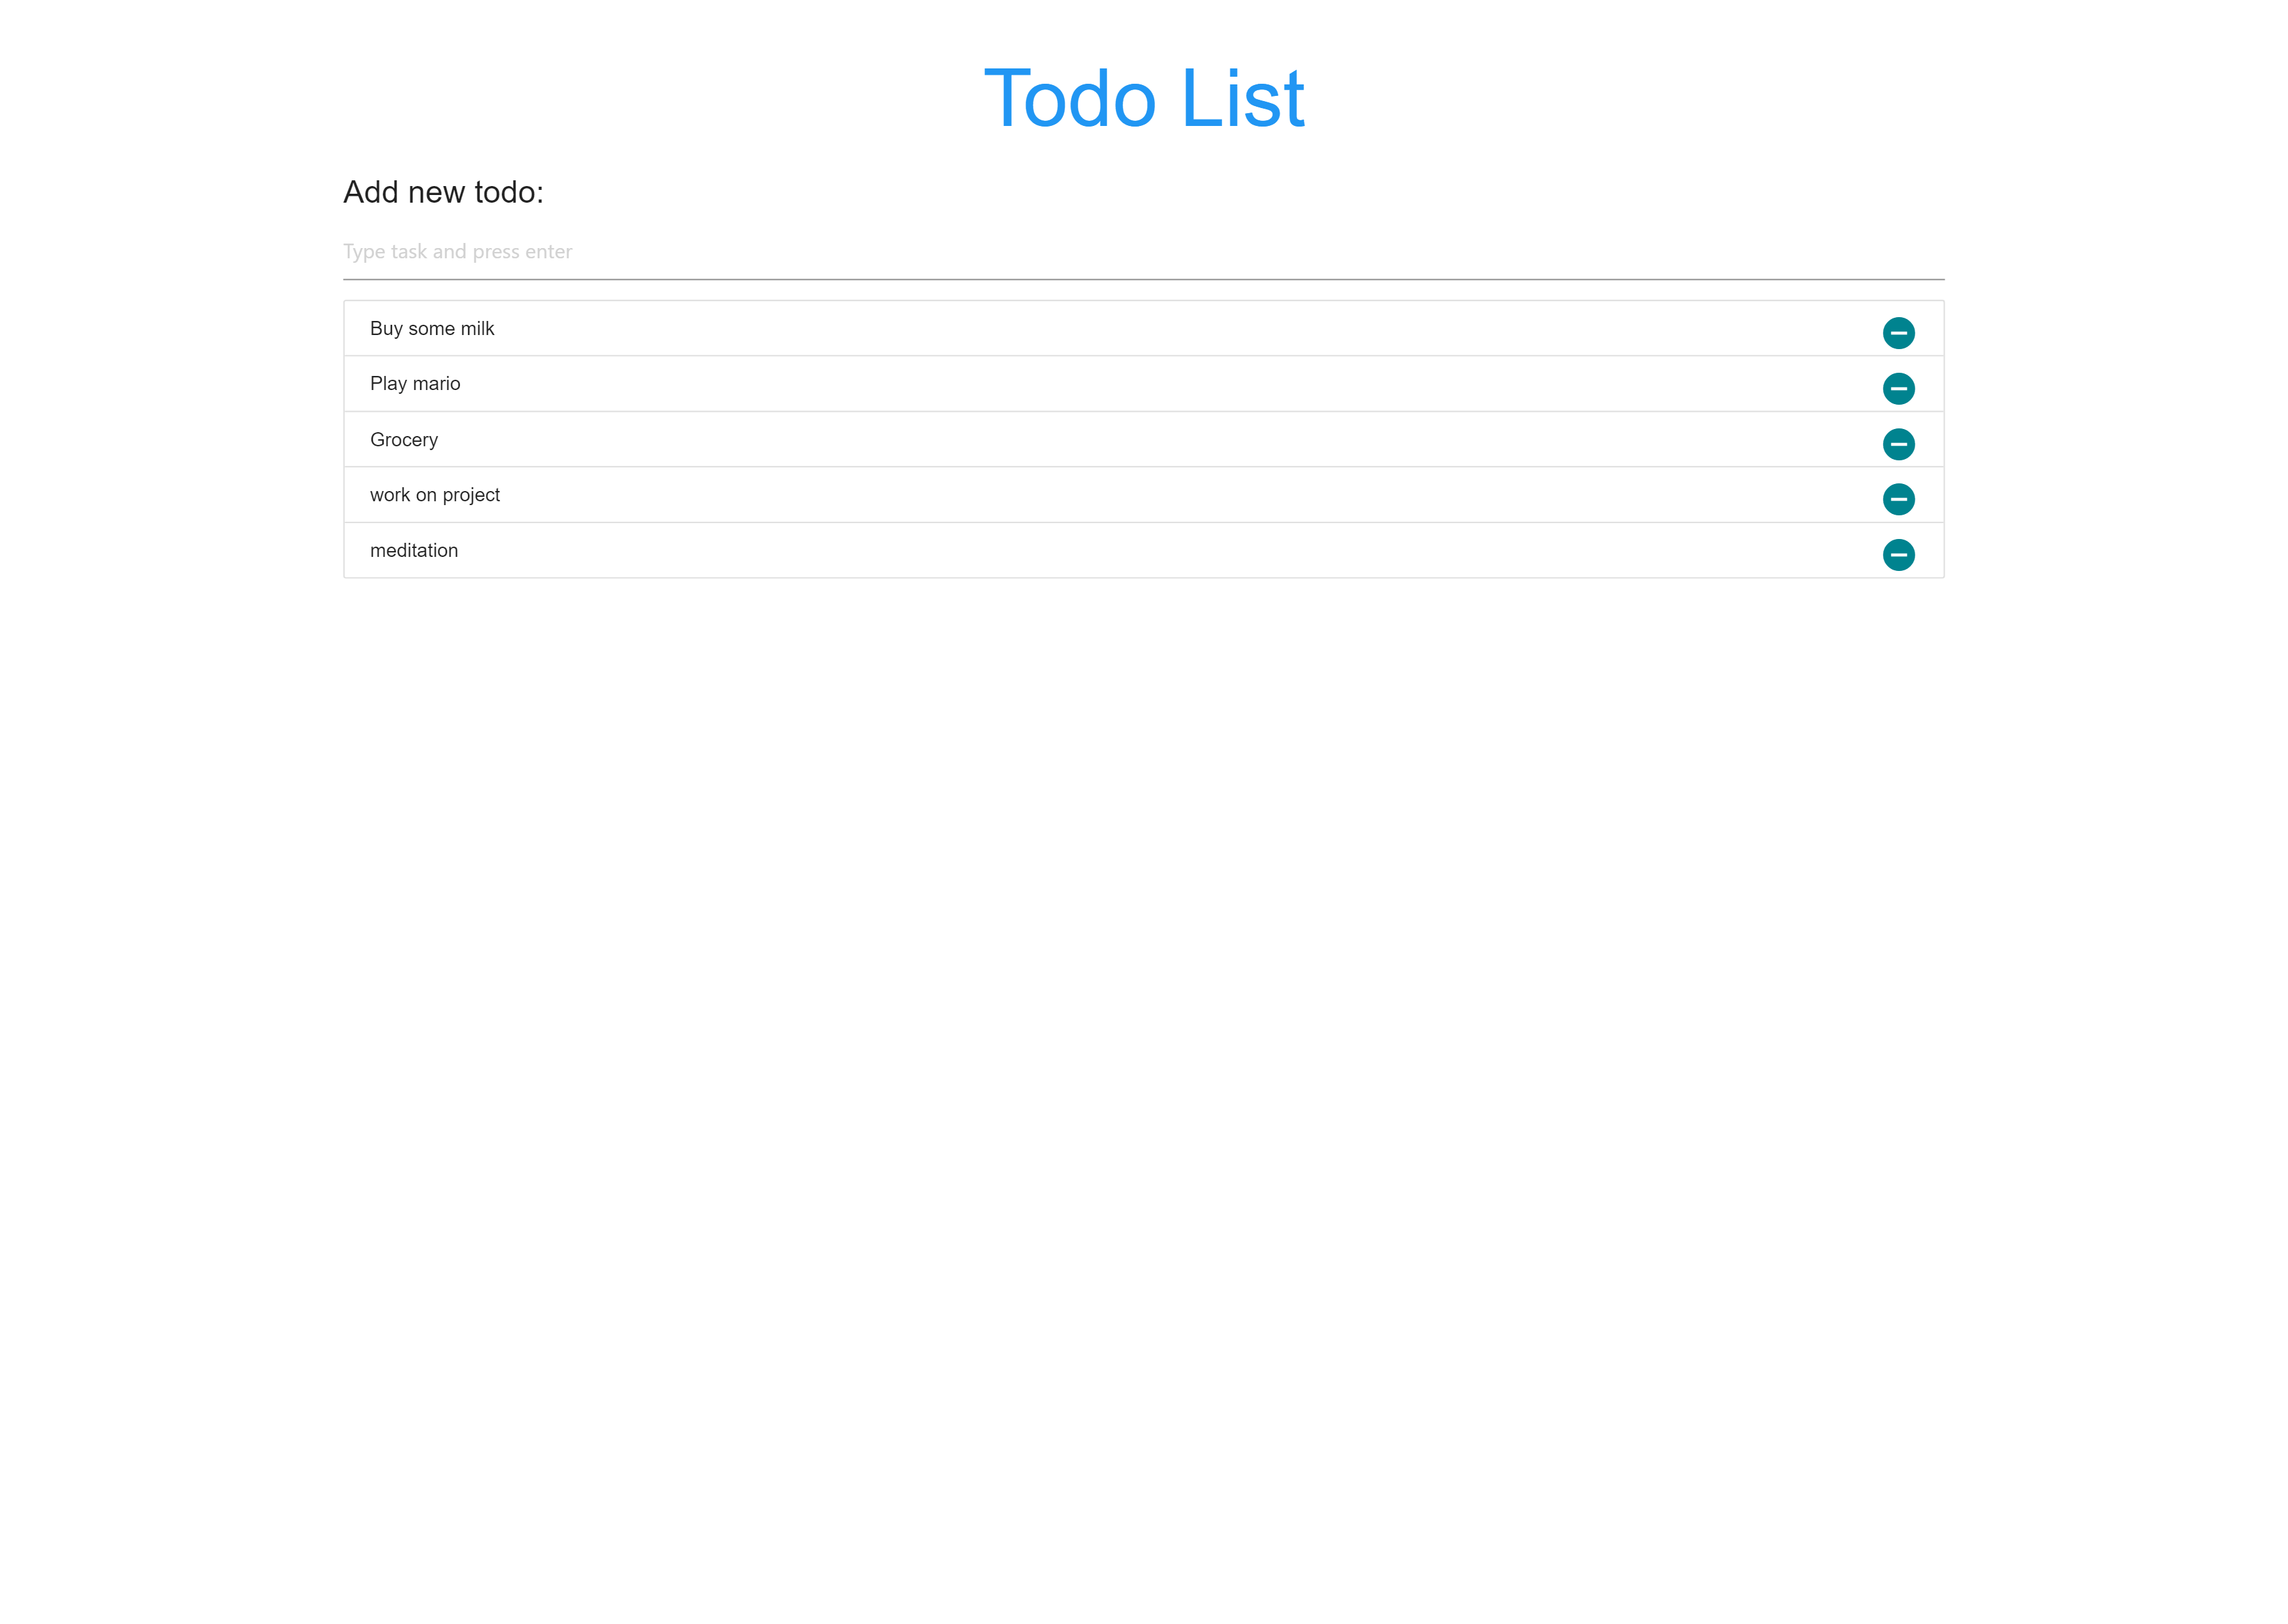 Todo List
Add new todo:
Type task and press enter
Buy some milk
Play mario
Grocery
work on project
meditation